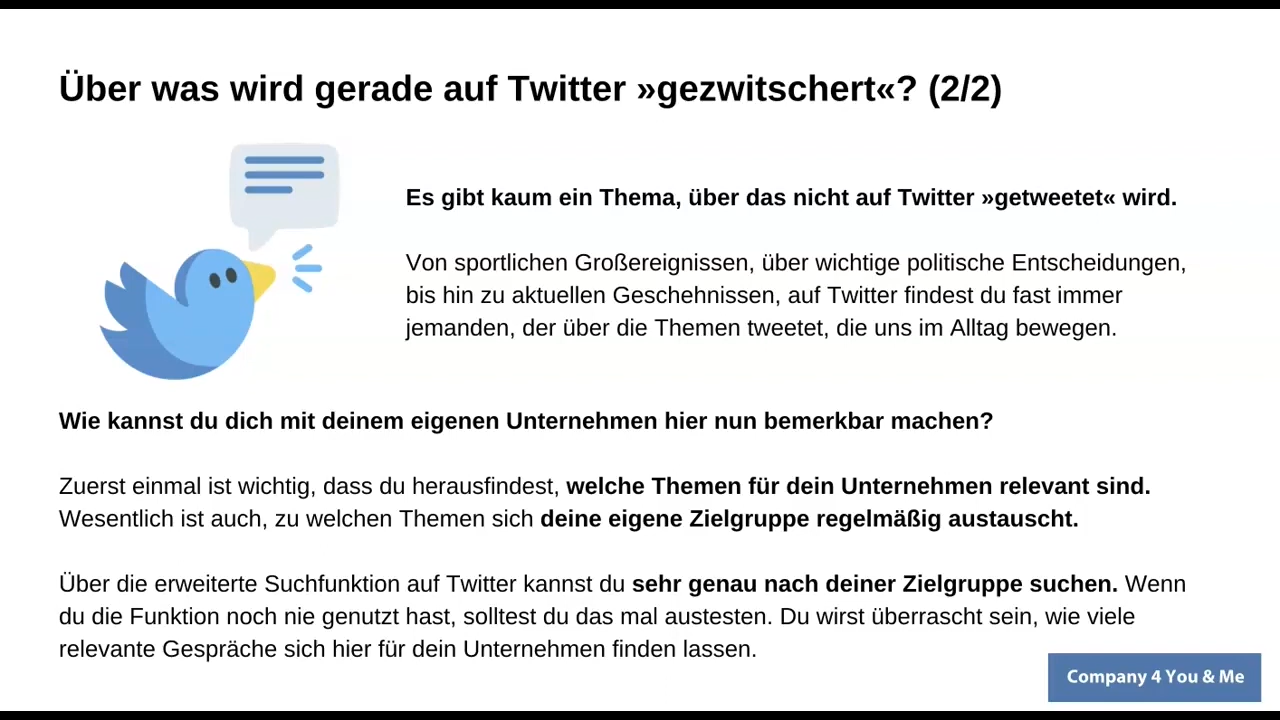 Über was wird gerade auf Twitter »gezwitschert«? (2/2)
Es gibt kaum ein Thema, über das nicht auf Twitter »getweetet« wird.
Von sportlichen Großereignissen, über wichtige politische Entscheidungen,
bis hin zu aktuellen Geschehnissen, auf Twitter findest du fast immer
jemanden, der über die Themen tweetet, die uns im Alltag bewegen.
Wie kannst du dich mit deinem eigenen Unternehmen hier nun bemerkbar machen?
Zuerst einmal ist wichtig, dass du herausfindest, welche Themen für dein Unternehmen relevant sind.
Wesentlich ist auch, zu welchen Themen sich deine eigene Zielgruppe regelmäßig austauscht.
Über die erweiterte Suchfunktion auf Twitter kannst du sehr genau nach deiner Zielgruppe suchen. Wenn
du die Funktion noch nie genutzt hast, solltest du das mal austesten. Du wirst überrascht sein, wie viele
relevante Gespräche sich hier für dein Unternehmen finden lassen.
Company 4 You & Me